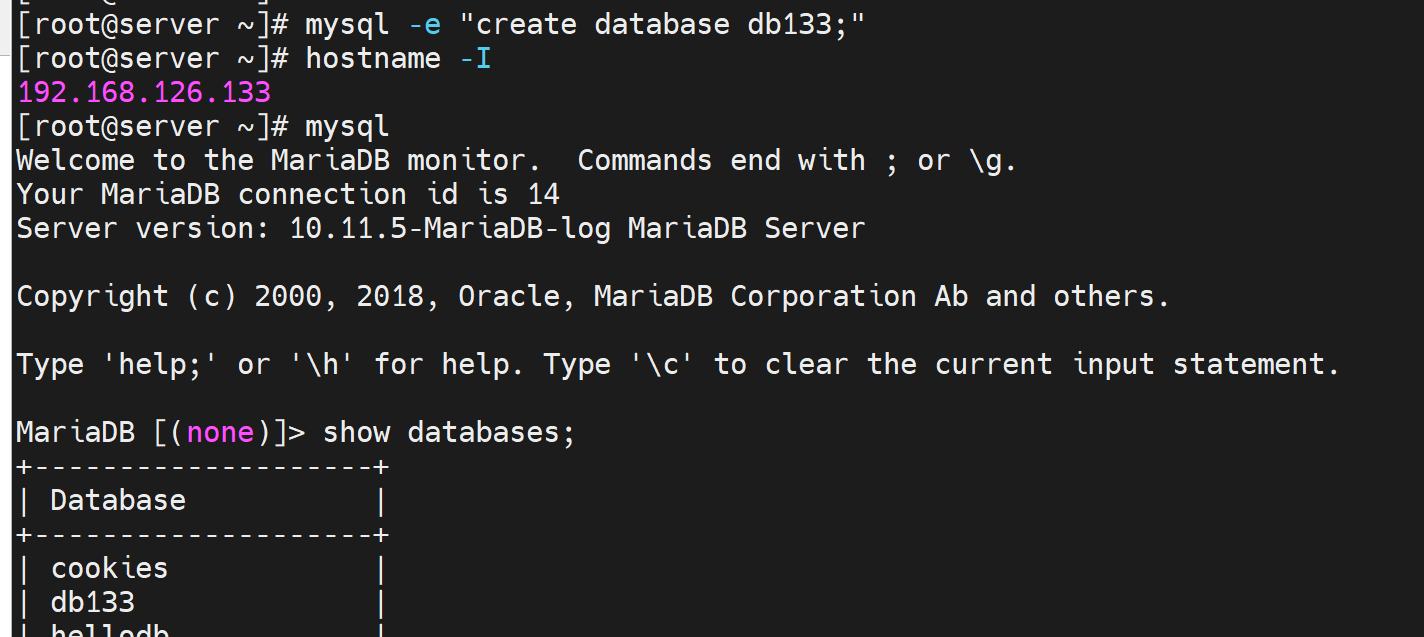 [root@server ~]# mysql -e "create database db133;"
[root@server ~]# hostname -I
192.168.126.133
[root@server ~]# mysql
Welcome to the MariaDB monitor.  Commands end with ; or \g.
Your MariaDB connection id is 14
Server version: 10.11.5-MariaDB-log MariaDB Server
Copyright (c) 2000, 2018, Oracle, MariaDB Corporation Ab and others.
Type 'help;' or '\h' for help. Type '\c' to clear the current input statement.
MariaDB [(none)]> show databases;
+--------------------+
| Database           |
+--------------------+
| cookies            |
| db133              |
| hellodb            |